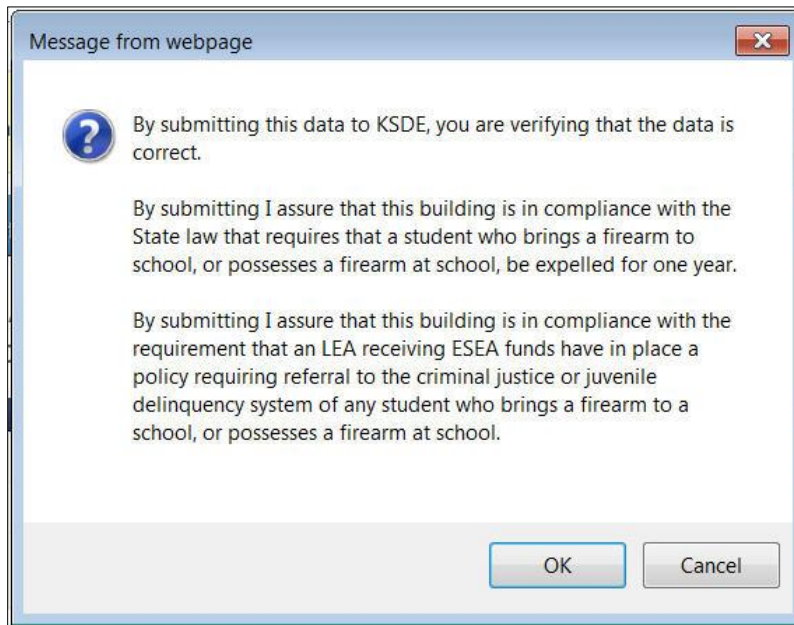 Message from webpage
By submitting this data to KSDE, you are verifying that the data is
correct.
By submitting I assure that this building is in compliance with the
State law that requires that a student who brings a firearm to
school, or possesses a firearm at school, be expelled for one year.
By submitting I assure that this building is in compliance with the
requirement that an LEA receiving ESEA funds have in place a
policy requiring referral to the criminal justice or juvenile
delinquency system of any student who brings a firearm to a
school, or possesses a firearm at school.
OK
Cancel